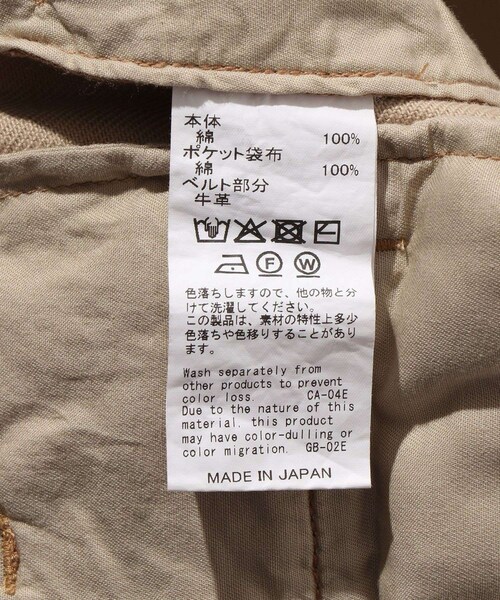 本体
綿 100%
ポケット袋布
綿 100%
ベルト部分
牛革
F W
色落ちしますので、他の物と分
けて洗濯してください。
この製品は、素材の特性上多少
色落ちや色移りすることがあり
ます。
Wash separately from
other products to prevent
color loss. CA-04E
Due to the nature of this
material, this product
may have color-dulling or
color migration. GB-02E
MADE IN JAPAN